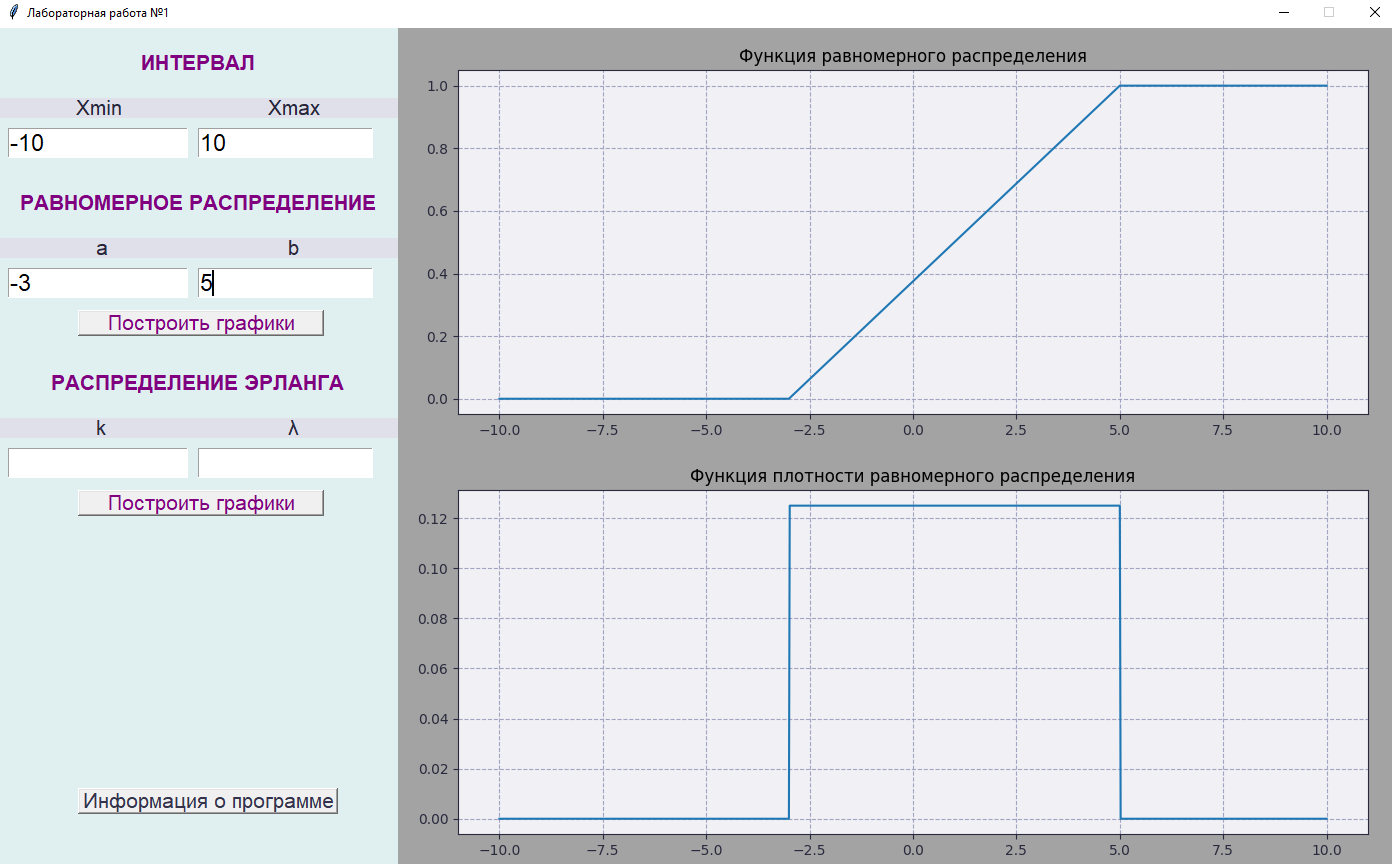 Лабораторная работа №1
ИНТЕРВАЛ
Xmin Xmax
-10 10
РАВНОМЕРНОЕ РАСПРЕДЕЛЕНИЕ
a b
-3 5
Построить графики
РАСПРЕДЕЛЕНИЕ ЭРЛАНГА
k λ
Построить графики
Информация о программе
Функция равномерного распределения
1.0
0.8
0.6
0.4
0.2
0.0
−10.0 −7.5 −5.0 −2.5 0.0 2.5 5.0 7.5 10.0
Функция плотности равномерного распределения
0.12
0.10
0.08
0.06
0.04
0.02
0.00
−10.0 −7.5 −5.0 −2.5 0.0 2.5 5.0 7.5 10.0